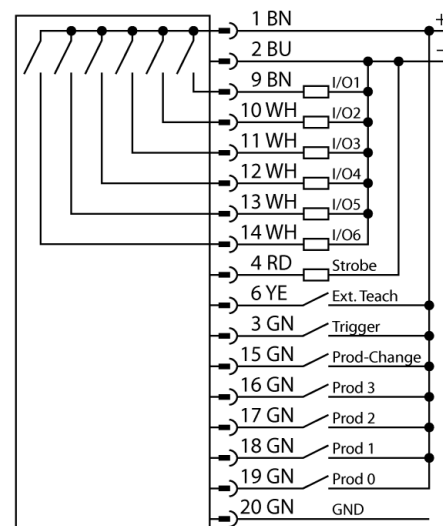 1 BN +
2 BU −
9 BN I/O1
10 WH I/O2
11 WH I/O3
12 WH I/O4
13 WH I/O5
14 WH I/O6
4 RD Strobe
6 YE Ext. Teach
3 GN Trigger
15 GN Prod-Change
16 GN Prod 3
17 GN Prod 2
18 GN Prod 1
19 GN Prod 0
20 GN GND